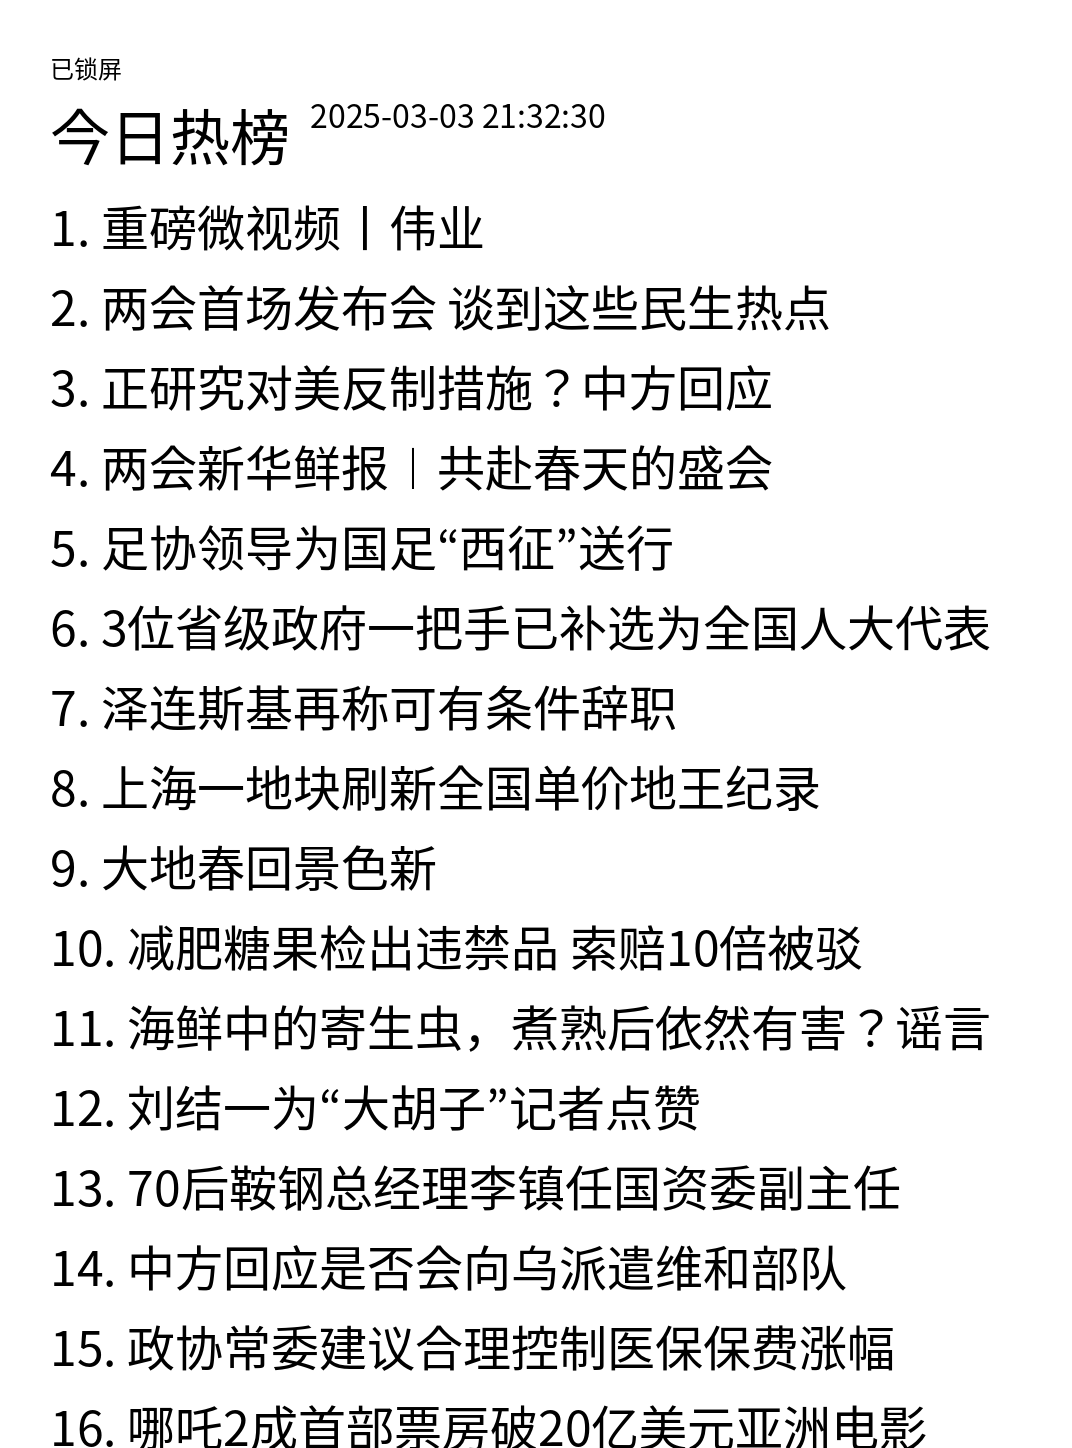 已锁屏
今日热榜 2025-03-03 21:32:30
1. 重磅微视频丨伟业
2. 两会首场发布会 谈到这些民生热点
3. 正研究对美反制措施？中方回应
4. 两会新华鲜报︱共赴春天的盛会
5. 足协领导为国足“西征”送行
6. 3位省级政府一把手已补选为全国人大代表
7. 泽连斯基再称可有条件辞职
8. 上海一地块刷新全国单价地王纪录
9. 大地春回景色新
10. 减肥糖果检出违禁品 索赔10倍被驳
11. 海鲜中的寄生虫，煮熟后依然有害？谣言
12. 刘结一为“大胡子”记者点赞
13. 70后鞍钢总经理李镇任国资委副主任
14. 中方回应是否会向乌派遣维和部队
15. 政协常委建议合理控制医保保费涨幅
16. 哪吒2成首部票房破20亿美元亚洲电影